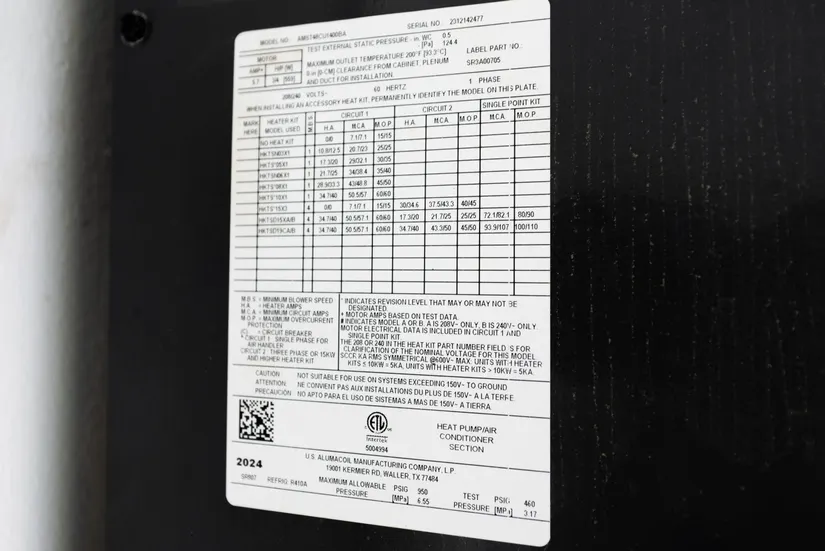 MODEL NO.: AMST48CU1400BA
SERIAL NO.: 2312142477
MOTOR
AMPH H/F [W]
5.7 3/4 [559]
TEST EXTERNAL STATIC PRESSURE - in. WC 0.5
[Pa] 124.4
MAXIMUM OUTLET TEMPERATURE 200°F [93.3°C]
0-in [0-CM] CLEARANCE FROM CABINET, PLENUM
AND DUCT FOR INSTALLATION.
LABEL PART NO.:
SR3A00705
208/240 VOLTS~ 60 HERTZ 1 PHASE
WHEN INSTALLING AN ACCESSORY HEAT KIT, PERMANENTLY IDENTIFY THE MODEL ON THIS PLATE.
MARK HERE HEATER KIT MODEL USED M.B.S CIRCUIT 1 CIRCUIT 2 SINGLE POINT KIT
H.A. M.C.A. M.O.P H.A. M.C.A. M.O.P M.C.A. M.O.P
NO HEAT KIT 0/0 7.1/7.1 15/15
1 10.8/12.5 20.7/23 25/25
1 17.3/20 29/32.1 30/35
1 21.7/25 34/38.4 35/40
1 28.9/33.3 43/48.8 45/50
1 34.7/40 50.5/57 60/60
4 0/0 7.1/7.1 15/15 30/34.6 37.5/43.3 40/45
4 34.7/40 50.5/57.1 60/60 17.3/20 21.7/25 25/25 72.1/82.1 80/90
4 34.7/40 50.5/57.1 60/60 34.7/40 43.3/50 45/50 93.9/107 100/110
M.B.S. = MINIMUM BLOWER SPEED
H.A. = HEATER AMPS
M.C.A. = MINIMUM CIRCUIT AMPS
M.O.P = MAXIMUM OVERCURRENT
PROTECTION
(C) = CIRCUIT BREAKER
* CIRCUIT 1 SINGLE PHASE FOR
AIR HANDLER
CIRCUIT 2 THREE PHASE OR 15KW
AND HIGHER HEATER KIT
* INDICATES REVISION LEVEL THAT MAY OR MAY NOT BE
DESIGNATED.
+ MOTOR AMPS BASED ON TEST DATA.
# INDICATES MODEL A OR B. A IS 208V~ ONLY, B IS 240V~ ONLY
MOTOR ELECTRICAL DATA IS INCLUDED IN CIRCUIT 1 AND
SINGLE POINT KIT.
THE 208 OR 240 IN THE HEAT KIT PART NUMBER FIELD IS FOR
CLARIFICATION OF THE NOMINAL VOLTAGE FOR THIS MODEL.
SCCR KA RMS SYMMETRICAL @600V~ MAX: UNITS WITH HEATER
KITS ≤ 10KW = 5KA, UNITS WITH HEATER KITS > 10KW = 5KA.
CAUTION: NOT SUITABLE FOR USE ON SYSTEMS EXCEEDING 150V~ TO GROUND
ATTENTION: NE CONVIENT PAS AUX INSTALLATIONS DU PLUS DE 150V~ A LA TERRE.
PRECAUCIÓN: NO APTO PARA EL USO DE SISTEMAS A MAS DE 150V~ A TIERRA.
ETL
Intertek
5004994
HEAT PUMP/AIR
CONDITIONER
SECTION
2024
U.S. ALUMACOIL MANUFACTURING COMPANY, L.P.
19001 KERMIER RD, WALLER, TX 77484
SR807 REFRIG. R410A MAXIMUM ALLOWABLE PRESSURE PSIG 950 [MPa] 6.55
TEST PRESSURE PSIG 460 [MPa] 3.17